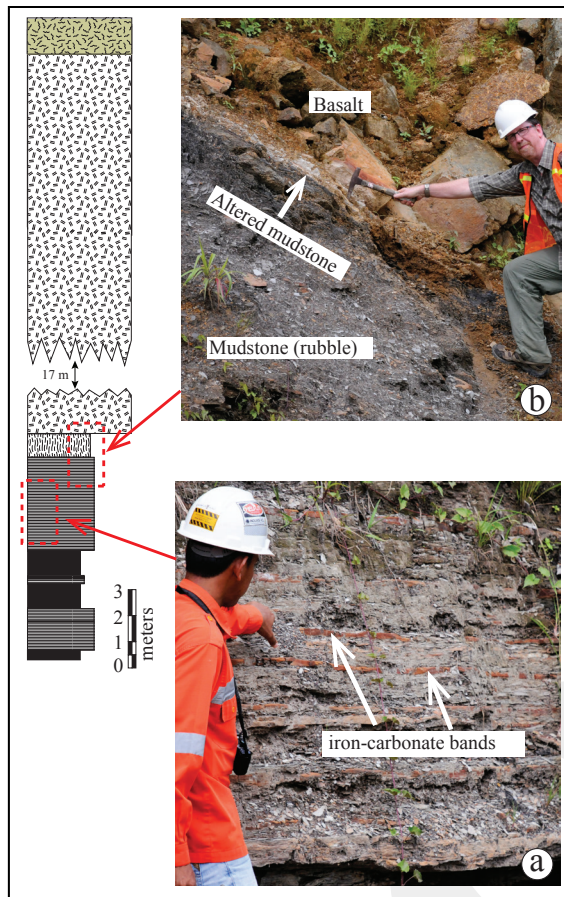 Basalt
Altered mudstone
Mudstone (rubble)
b
17 m
3
2
1
0
meters
iron-carbonate bands
a